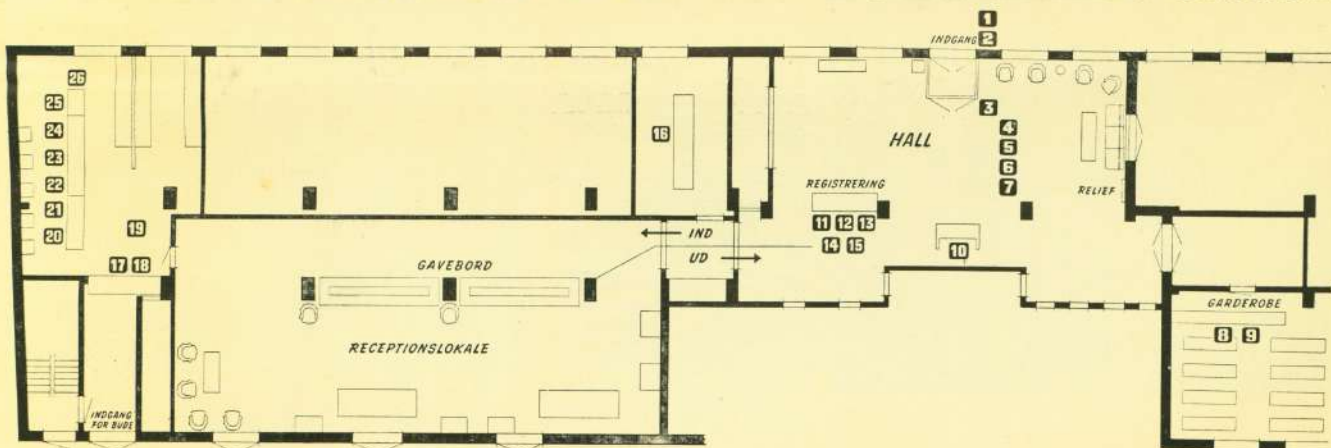 1
INDGANG 2
26
25
24
23
22
21
20
19
17 18
16
3
HALL
4
5
6
7
REGISTRERING
RELIEF
11 12 13
14 15
10
IND
UD
GAVEBORD
RECEPTIONSLOKALE
GARDEROBE
8 9
INDGANG
FOR BUDE